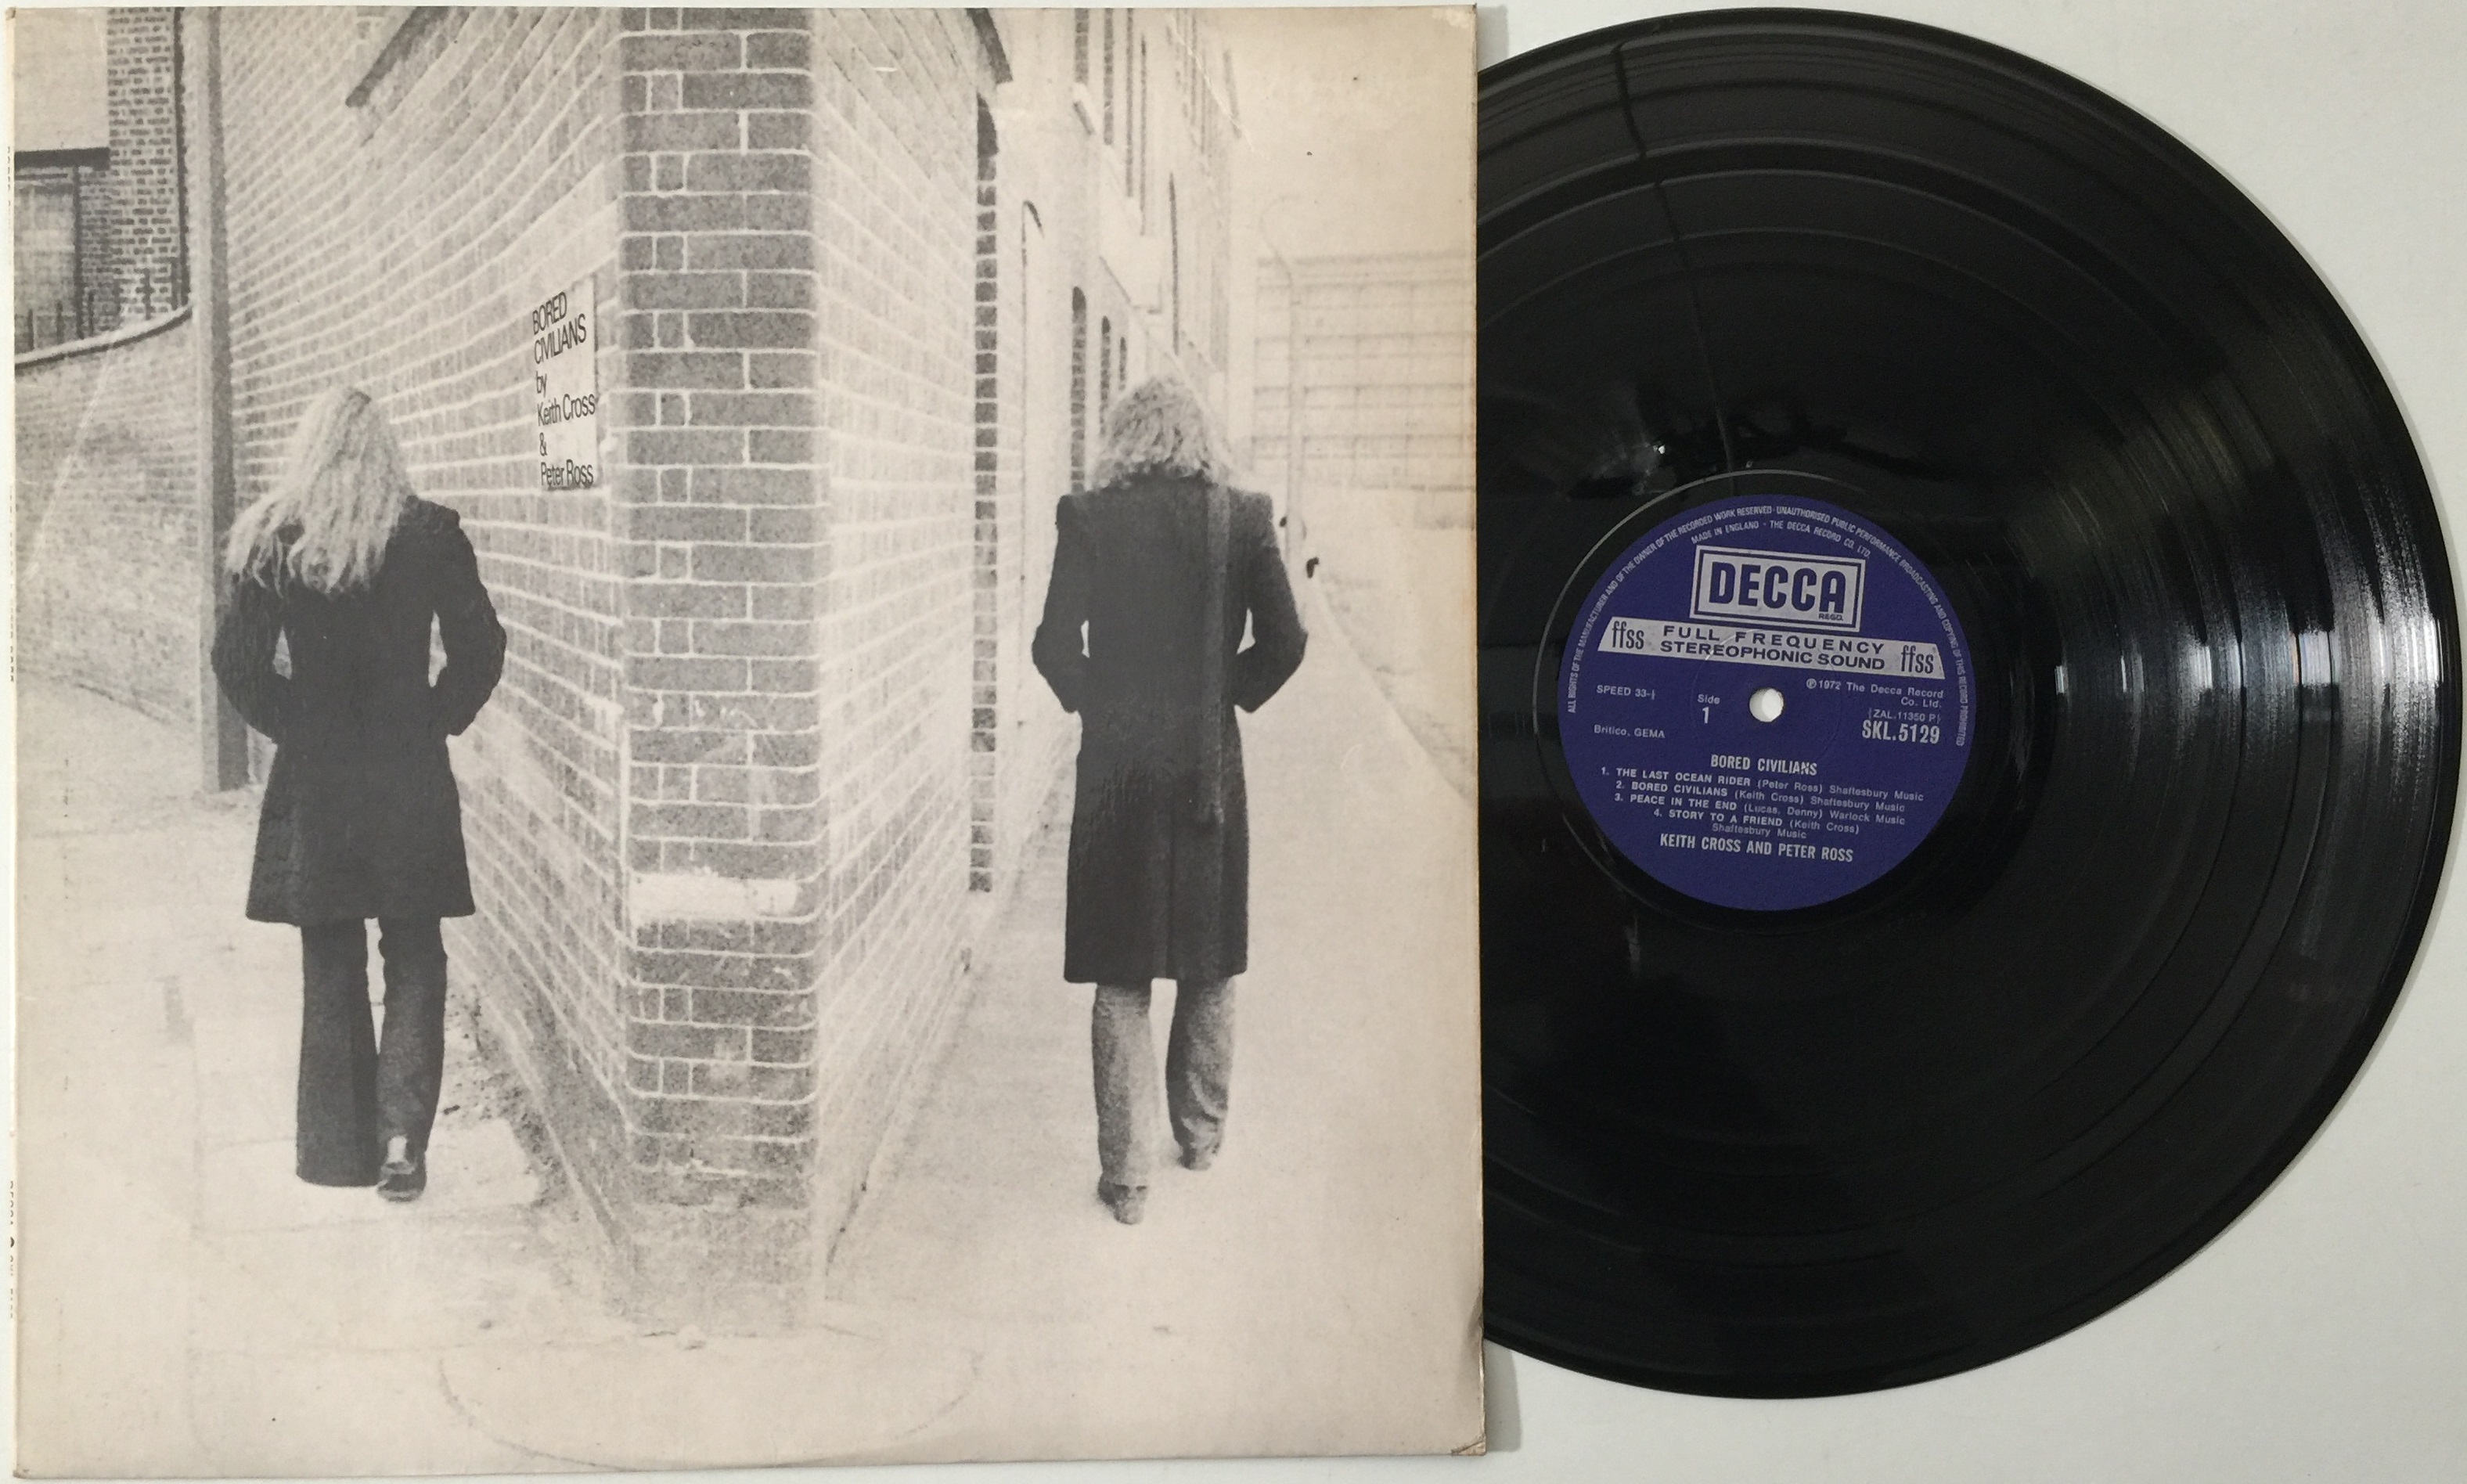 BORED
CIVILIANS
by
Keith Cross
&
Peter Ross
ALL RIGHTS OF THE MANUFACTURER AND OF THE OWNER OF THE RECORDED WORK RESERVED · UNAUTHORISED PUBLIC PERFORMANCE BROADCASTING AND COPYING OF THIS RECORD PROHIBITED
MADE IN ENGLAND · THE DECCA RECORD CO. LTD.
DECCA
REGD.
ffss FULL FREQUENCY STEREOPHONIC SOUND ffss
SPEED 33-⅓
Side
1
℗ 1972 The Decca Record
Co. Ltd.
(ZAL.11350 P)
SKL.5129
Britico, GEMA
BORED CIVILIANS
1. THE LAST OCEAN RIDER (Peter Ross) Shaftesbury Music
2. BORED CIVILIANS (Keith Cross) Shaftesbury Music
3. PEACE IN THE END (Lucas, Denny) Warlock Music
4. STORY TO A FRIEND (Keith Cross)
Shaftesbury Music
KEITH CROSS AND PETER ROSS